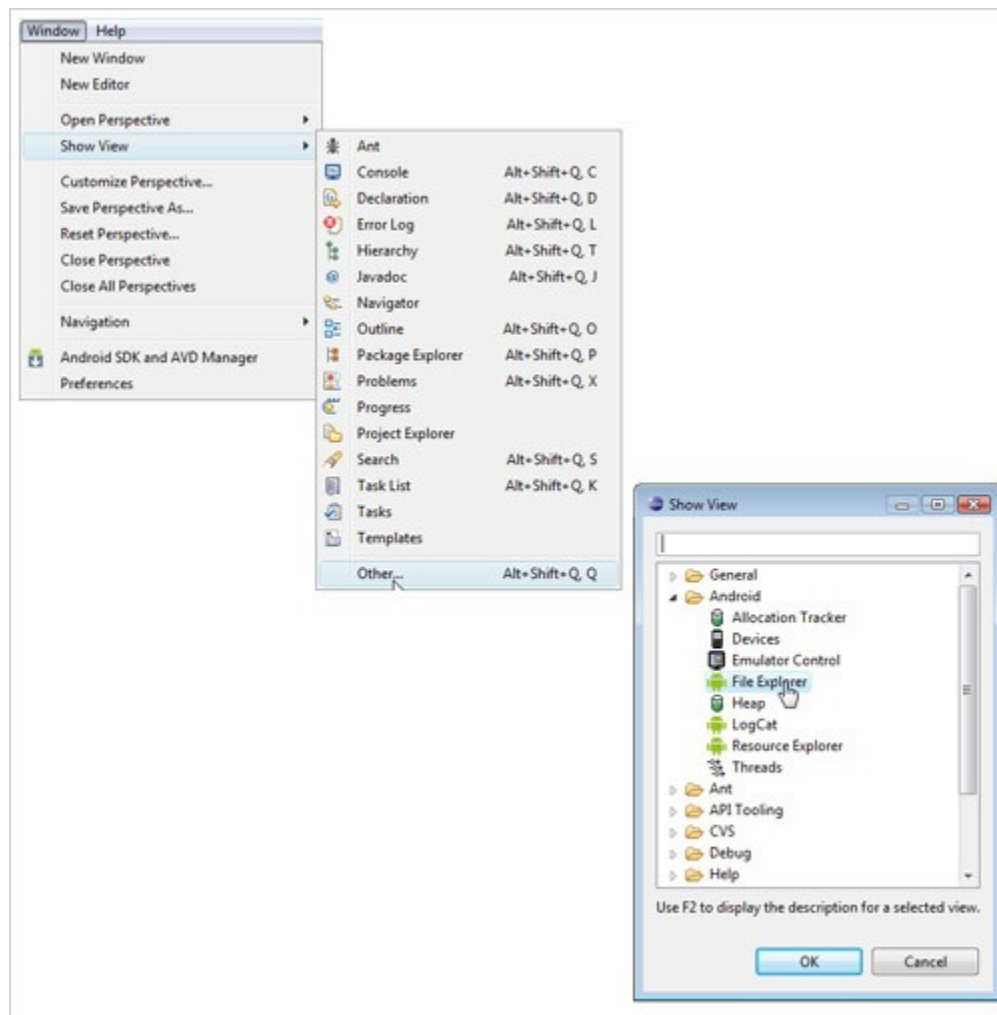 Window Help
New Window
New Editor
Open Perspective
Show View
Customize Perspective...
Save Perspective As...
Reset Perspective...
Close Perspective
Close All Perspectives
Navigation
Android SDK and AVD Manager
Preferences
Ant
Console Alt+Shift+Q, C
Declaration Alt+Shift+Q, D
Error Log Alt+Shift+Q, L
Hierarchy Alt+Shift+Q, T
Javadoc Alt+Shift+Q, J
Navigator
Outline Alt+Shift+Q, O
Package Explorer Alt+Shift+Q, P
Problems Alt+Shift+Q, X
Progress
Project Explorer
Search Alt+Shift+Q, S
Task List Alt+Shift+Q, K
Tasks
Templates
Other... Alt+Shift+Q, Q
Show View
General
Android
Allocation Tracker
Devices
Emulator Control
File Explorer
Heap
LogCat
Resource Explorer
Threads
Ant
API Tooling
CVS
Debug
Help
Use F2 to display the description for a selected view.
OK Cancel